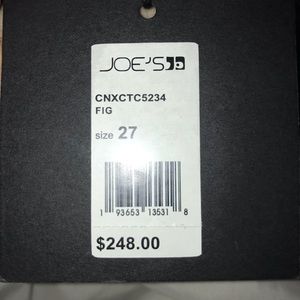 JOE'S
CNXCTC5234
FIG
size 27
1 93653 13531 8
$248.00